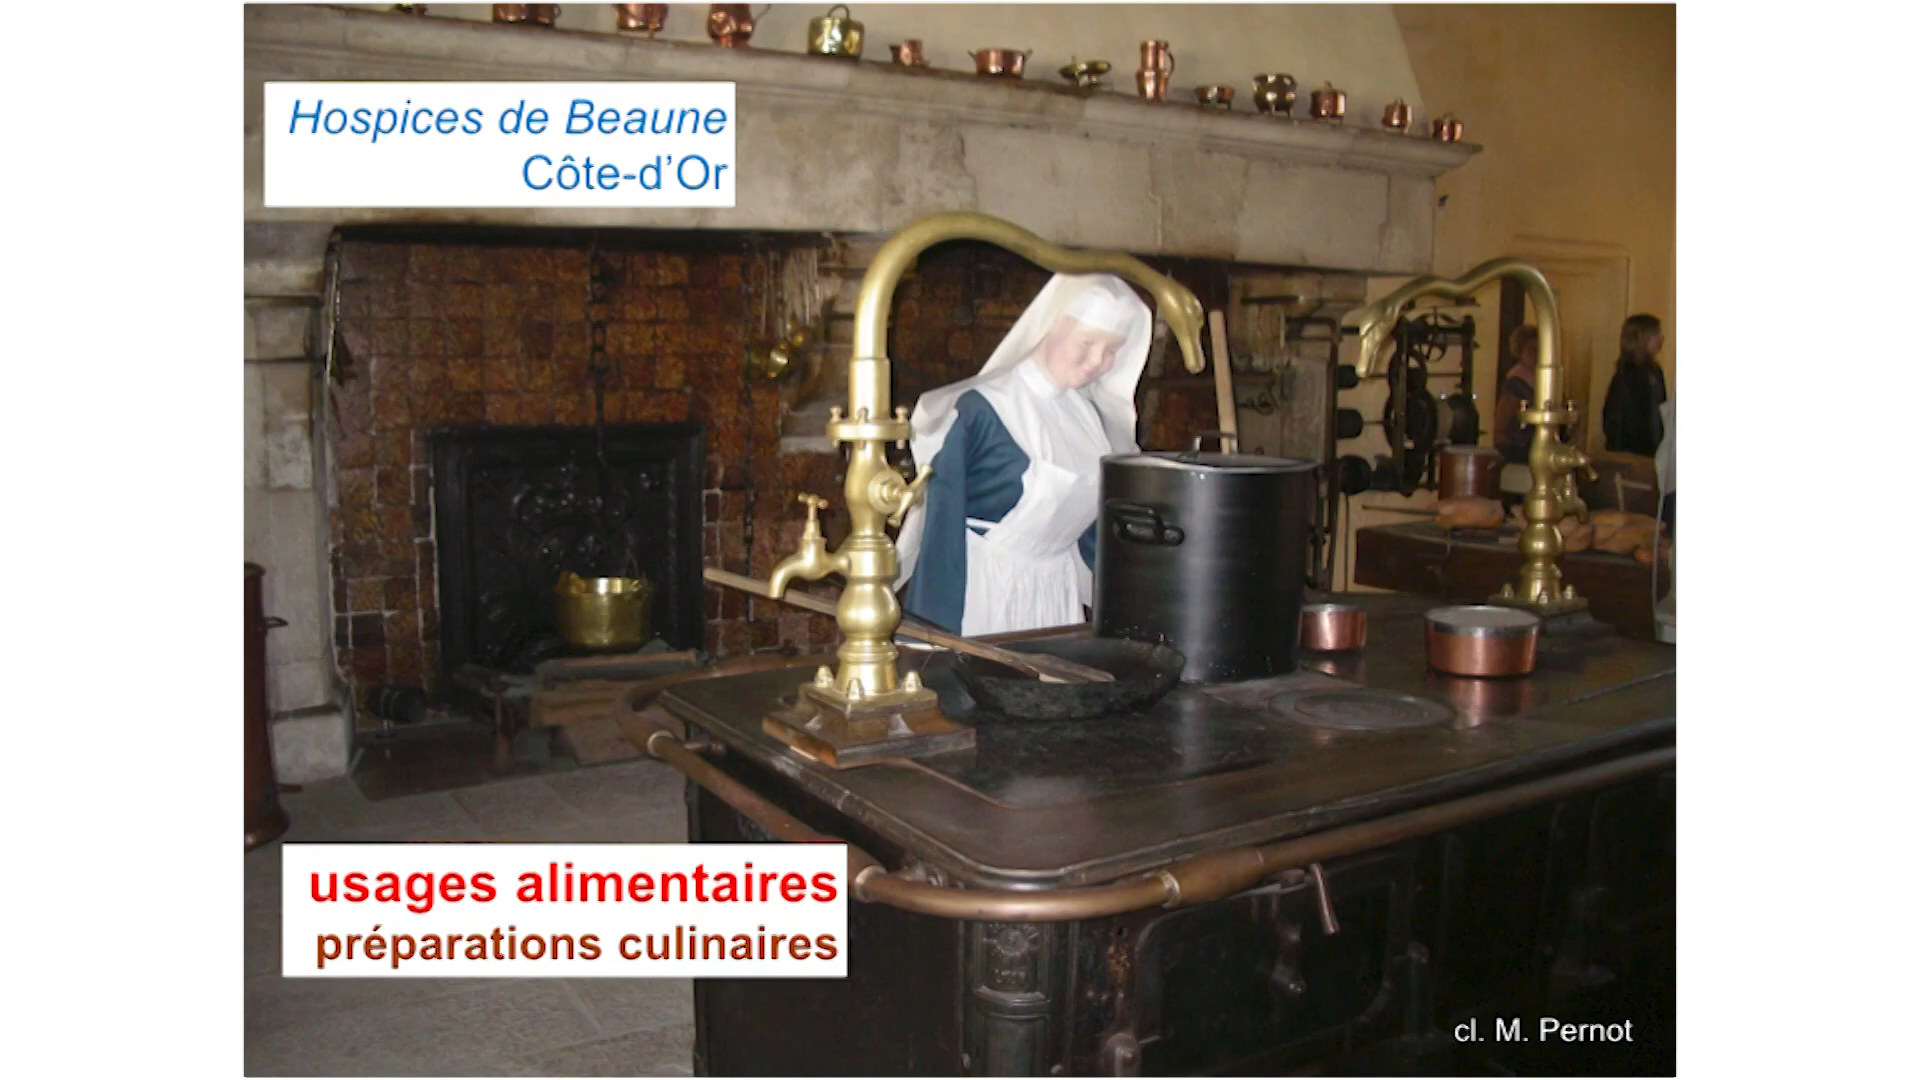 Hospices de Beaune
Côte-d’Or
usages alimentaires
préparations culinaires
cl. M. Pernot